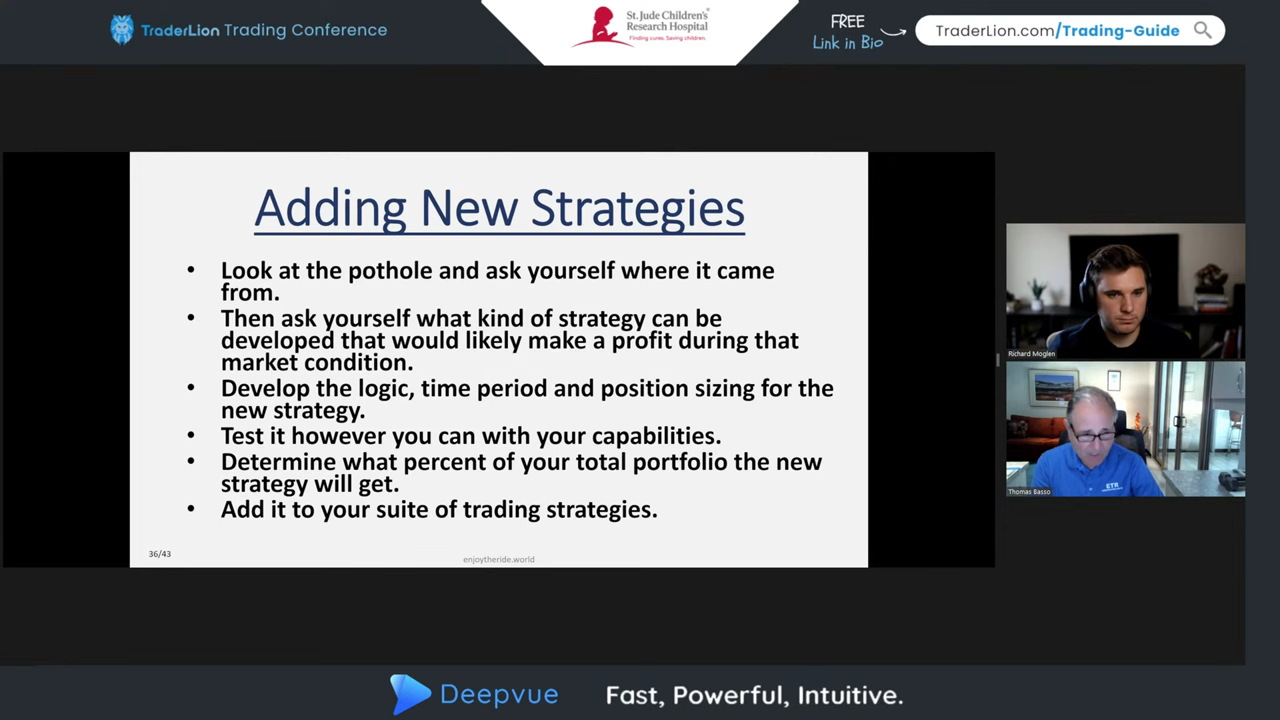 TraderLion Trading Conference
St. Jude Children's
Research Hospital
Finding cures. Saving children.
FREE
Link in Bio
TraderLion.com/Trading-Guide
Adding New Strategies
• Look at the pothole and ask yourself where it came
from.
• Then ask yourself what kind of strategy can be
developed that would likely make a profit during that
market condition.
• Develop the logic, time period and position sizing for the
new strategy.
• Test it however you can with your capabilities.
• Determine what percent of your total portfolio the new
strategy will get.
• Add it to your suite of trading strategies.
36/43
enjoytheride.world
Richard Moglen
ETR
Thomas Basso
Deepvue
Fast, Powerful, Intuitive.